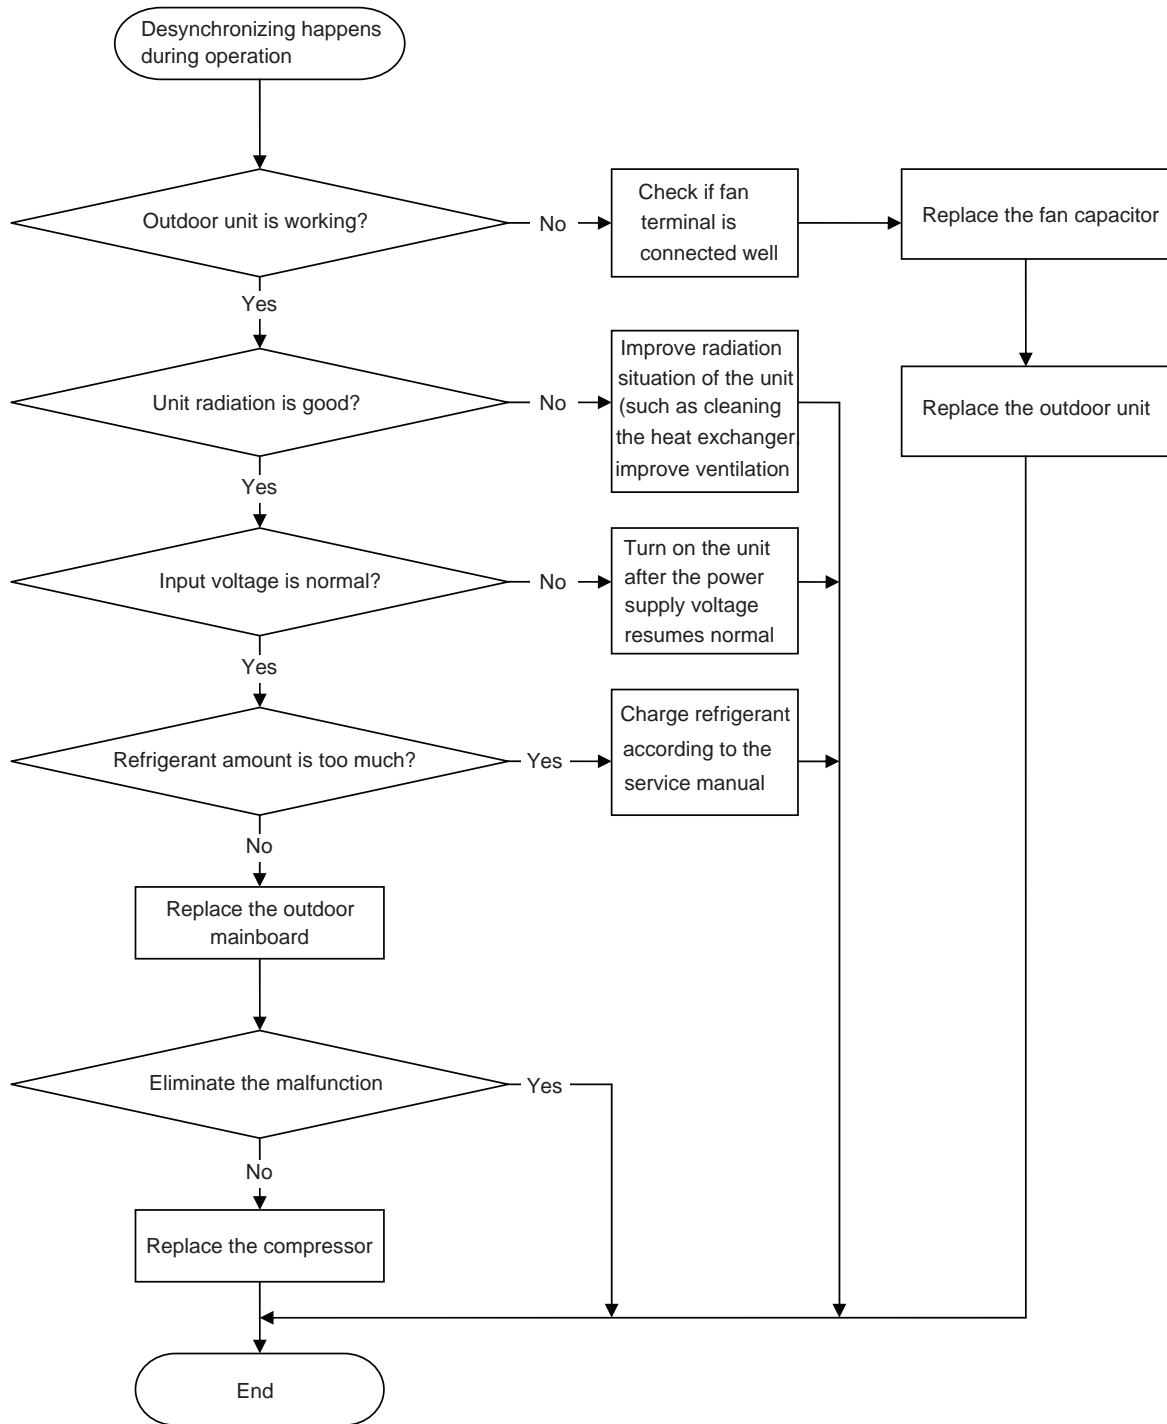 Desynchronizing happens
during operation
Outdoor unit is working?
No
Check if fan
terminal is
connected well
Replace the fan capacitor
Yes
Unit radiation is good?
No
Improve radiation
situation of the unit
(such as cleaning
the heat exchanger,
improve ventilation
Replace the outdoor unit
Yes
Input voltage is normal?
No
Turn on the unit
after the power
supply voltage
resumes normal
Yes
Refrigerant amount is too much?
Yes
Charge refrigerant
according to the
service manual
No
Replace the outdoor
mainboard
Eliminate the malfunction
Yes
No
Replace the compressor
End